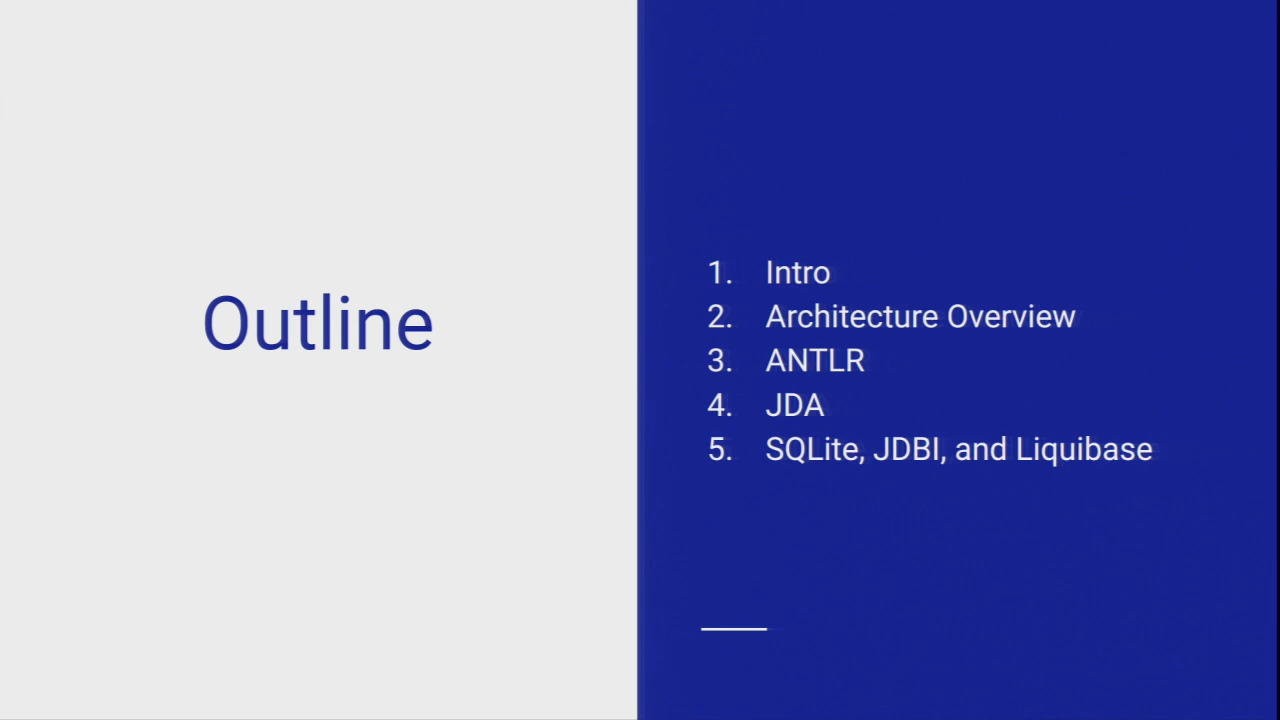 Outline
1. Intro
2. Architecture Overview
3. ANTLR
4. JDA
5. SQLite, JDBI, and Liquibase